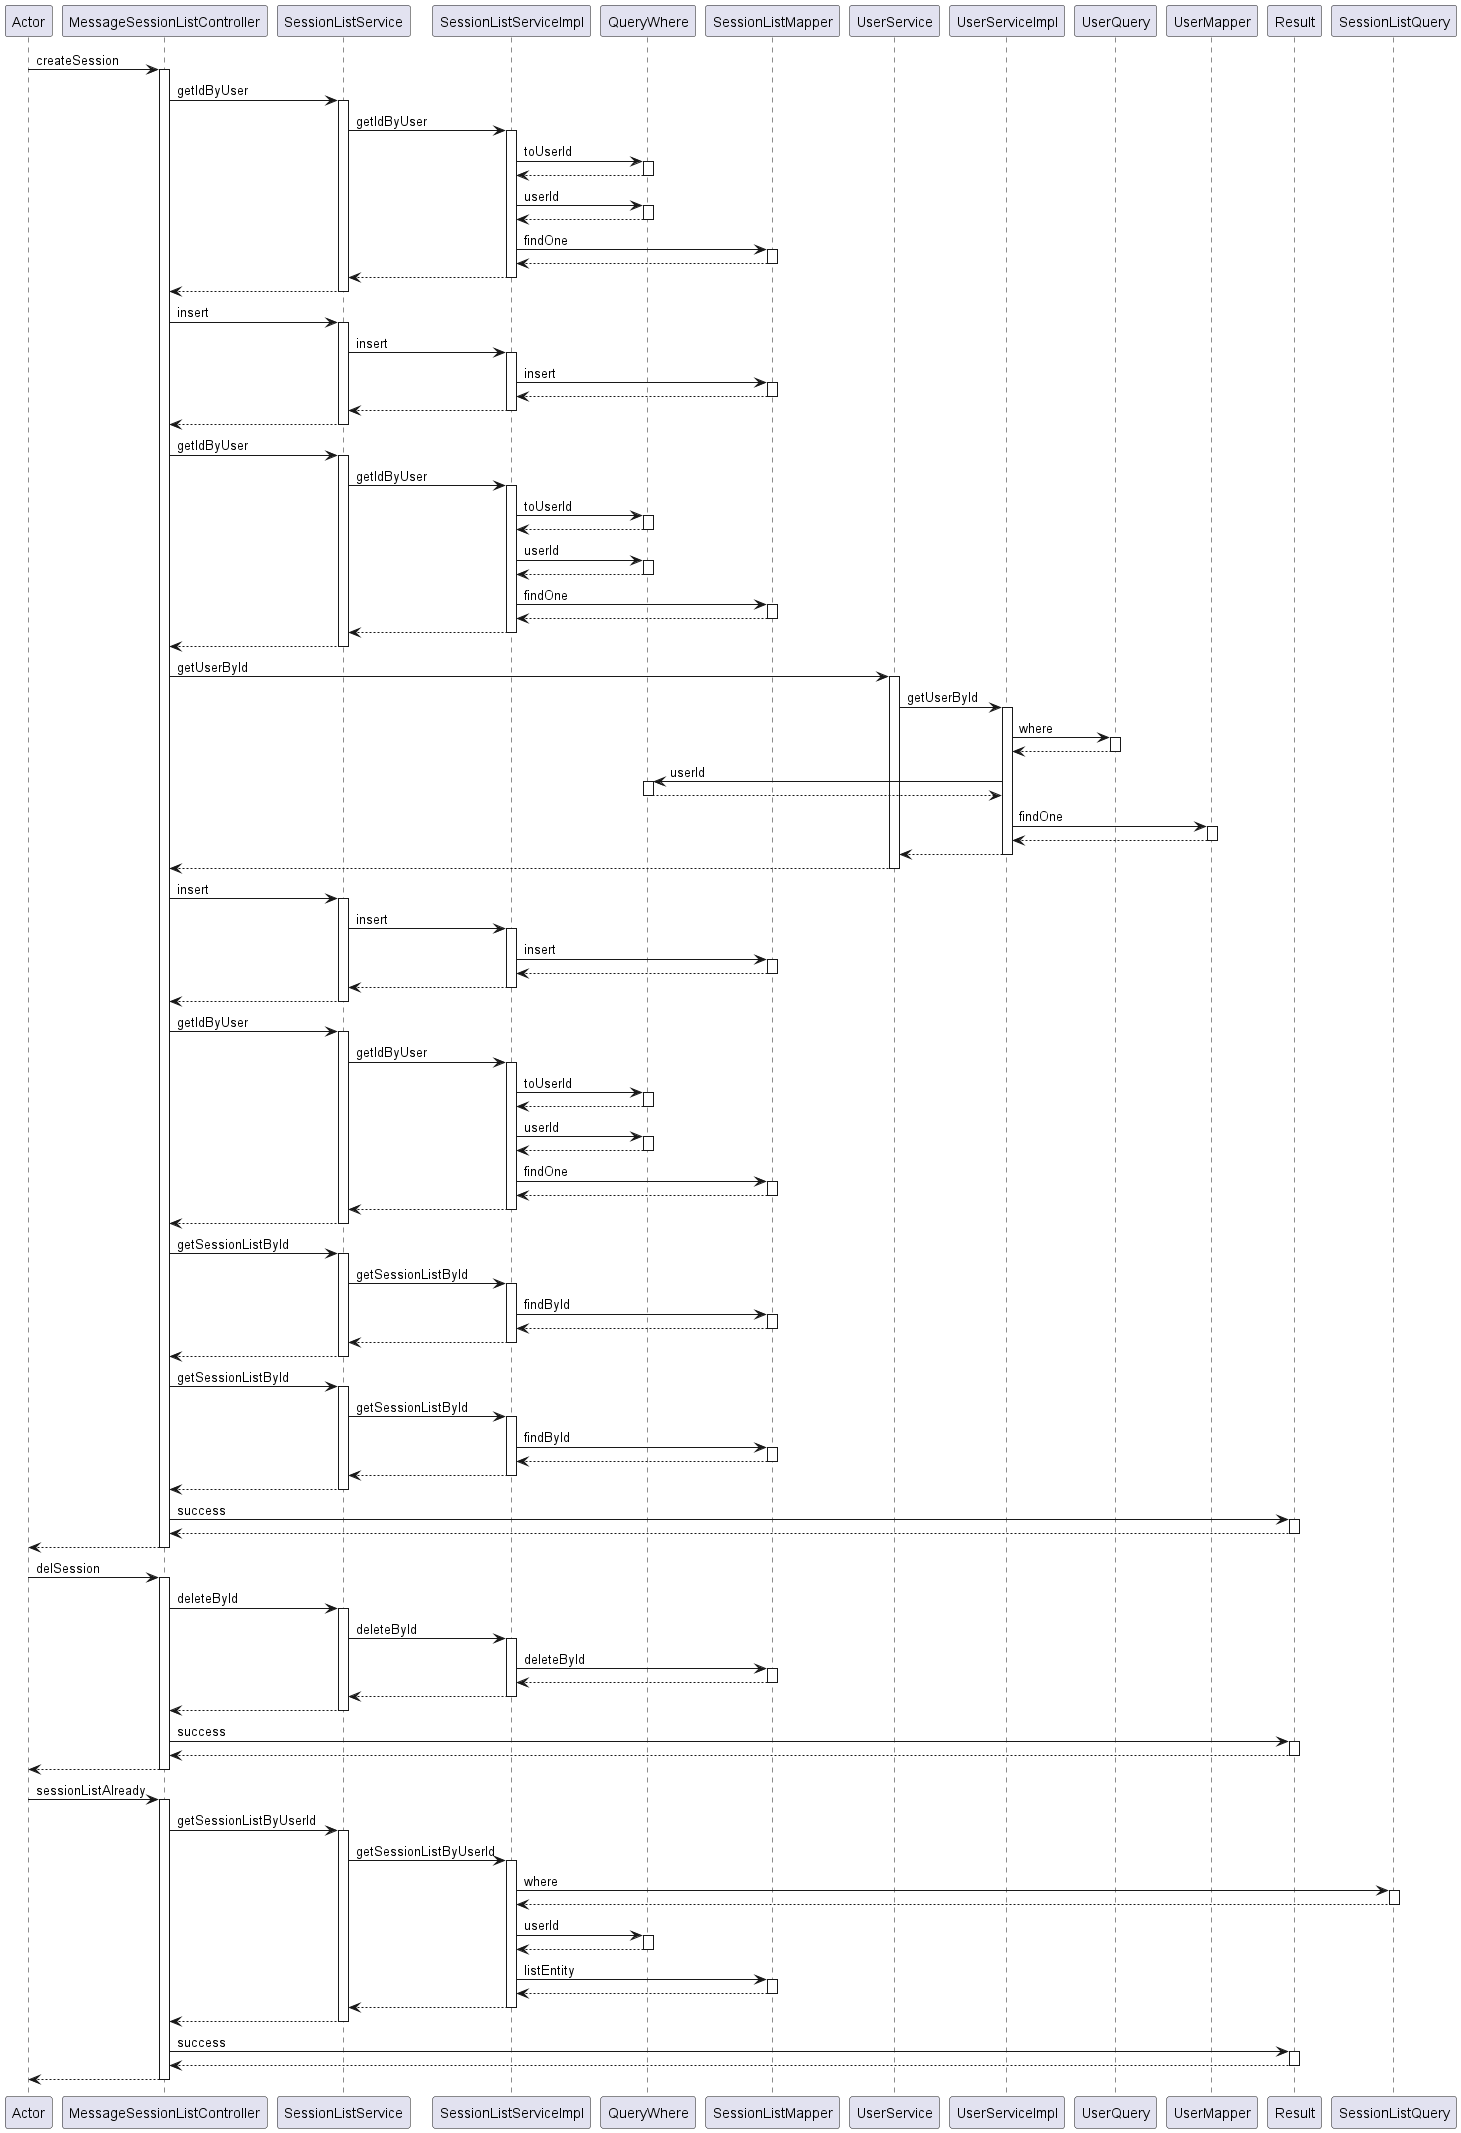 Actor MessageSessionListController SessionListService SessionListServiceImpl QueryWhere SessionListMapper UserService UserServiceImpl UserQuery UserMapper Result SessionListQuery
createSession
getIdByUser
getIdByUser
toUserId
userId
findOne
insert
insert
insert
getIdByUser
getIdByUser
toUserId
userId
findOne
getUserById
getUserById
where
userId
findOne
insert
insert
insert
getIdByUser
getIdByUser
toUserId
userId
findOne
getSessionListById
getSessionListById
findById
getSessionListById
getSessionListById
findById
success
delSession
deleteById
deleteById
deleteById
success
sessionListAlready
getSessionListByUserId
getSessionListByUserId
where
userId
listEntity
success
Actor MessageSessionListController SessionListService SessionListServiceImpl QueryWhere SessionListMapper UserService UserServiceImpl UserQuery UserMapper Result SessionListQuery